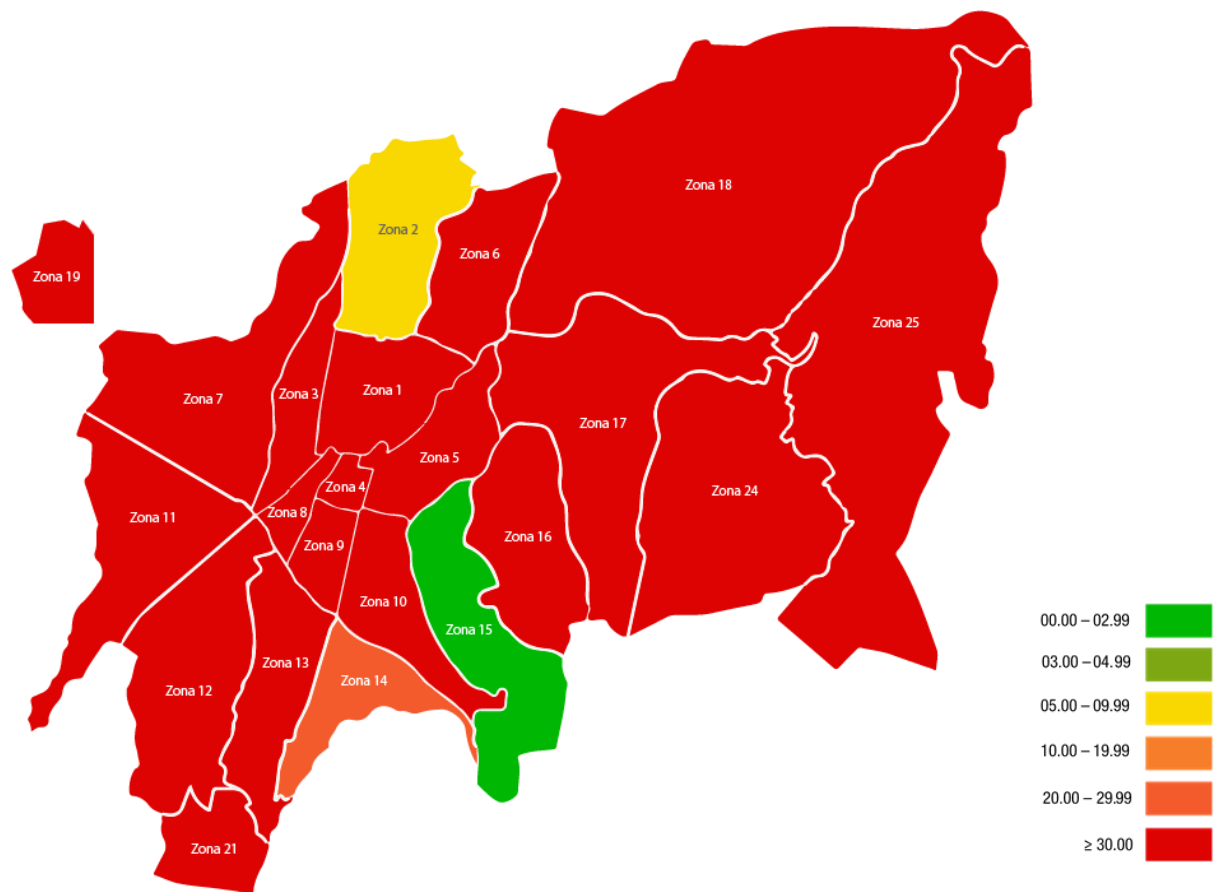 Zona 18
Zona 2
Zona 6
Zona 19
Zona 25
Zona 7
Zona 3
Zona 1
Zona 17
Zona 5
Zona 4
Zona 24
Zona 8
Zona 11
Zona 16
Zona 9
Zona 10
Zona 15
Zona 13
Zona 14
Zona 12
Zona 21
00.00 – 02.99
03.00 – 04.99
05.00 – 09.99
10.00 – 19.99
20.00 – 29.99
≥ 30.00